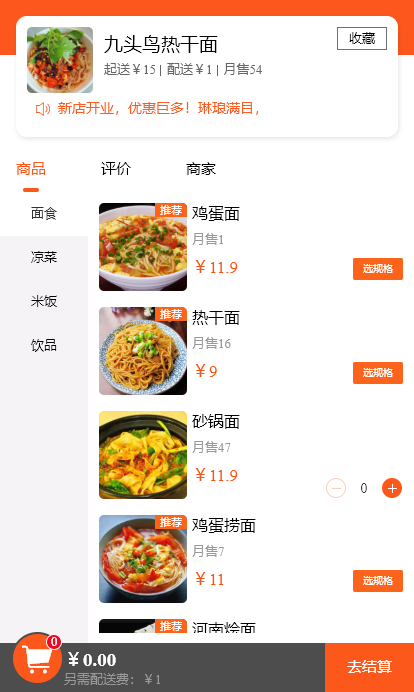 九头鸟热干面
收藏
起送￥15 | 配送￥1 | 月售54
新店开业，优惠巨多！琳琅满目，
商品 评价 商家
面食
凉菜
米饭
饮品
推荐
鸡蛋面
月售1
￥11.9
选规格
推荐
热干面
月售16
￥9
选规格
砂锅面
月售47
￥11.9
0
推荐
鸡蛋捞面
月售7
￥11
选规格
推荐
河南烩面
0
￥0.00
另需配送费：￥1
去结算